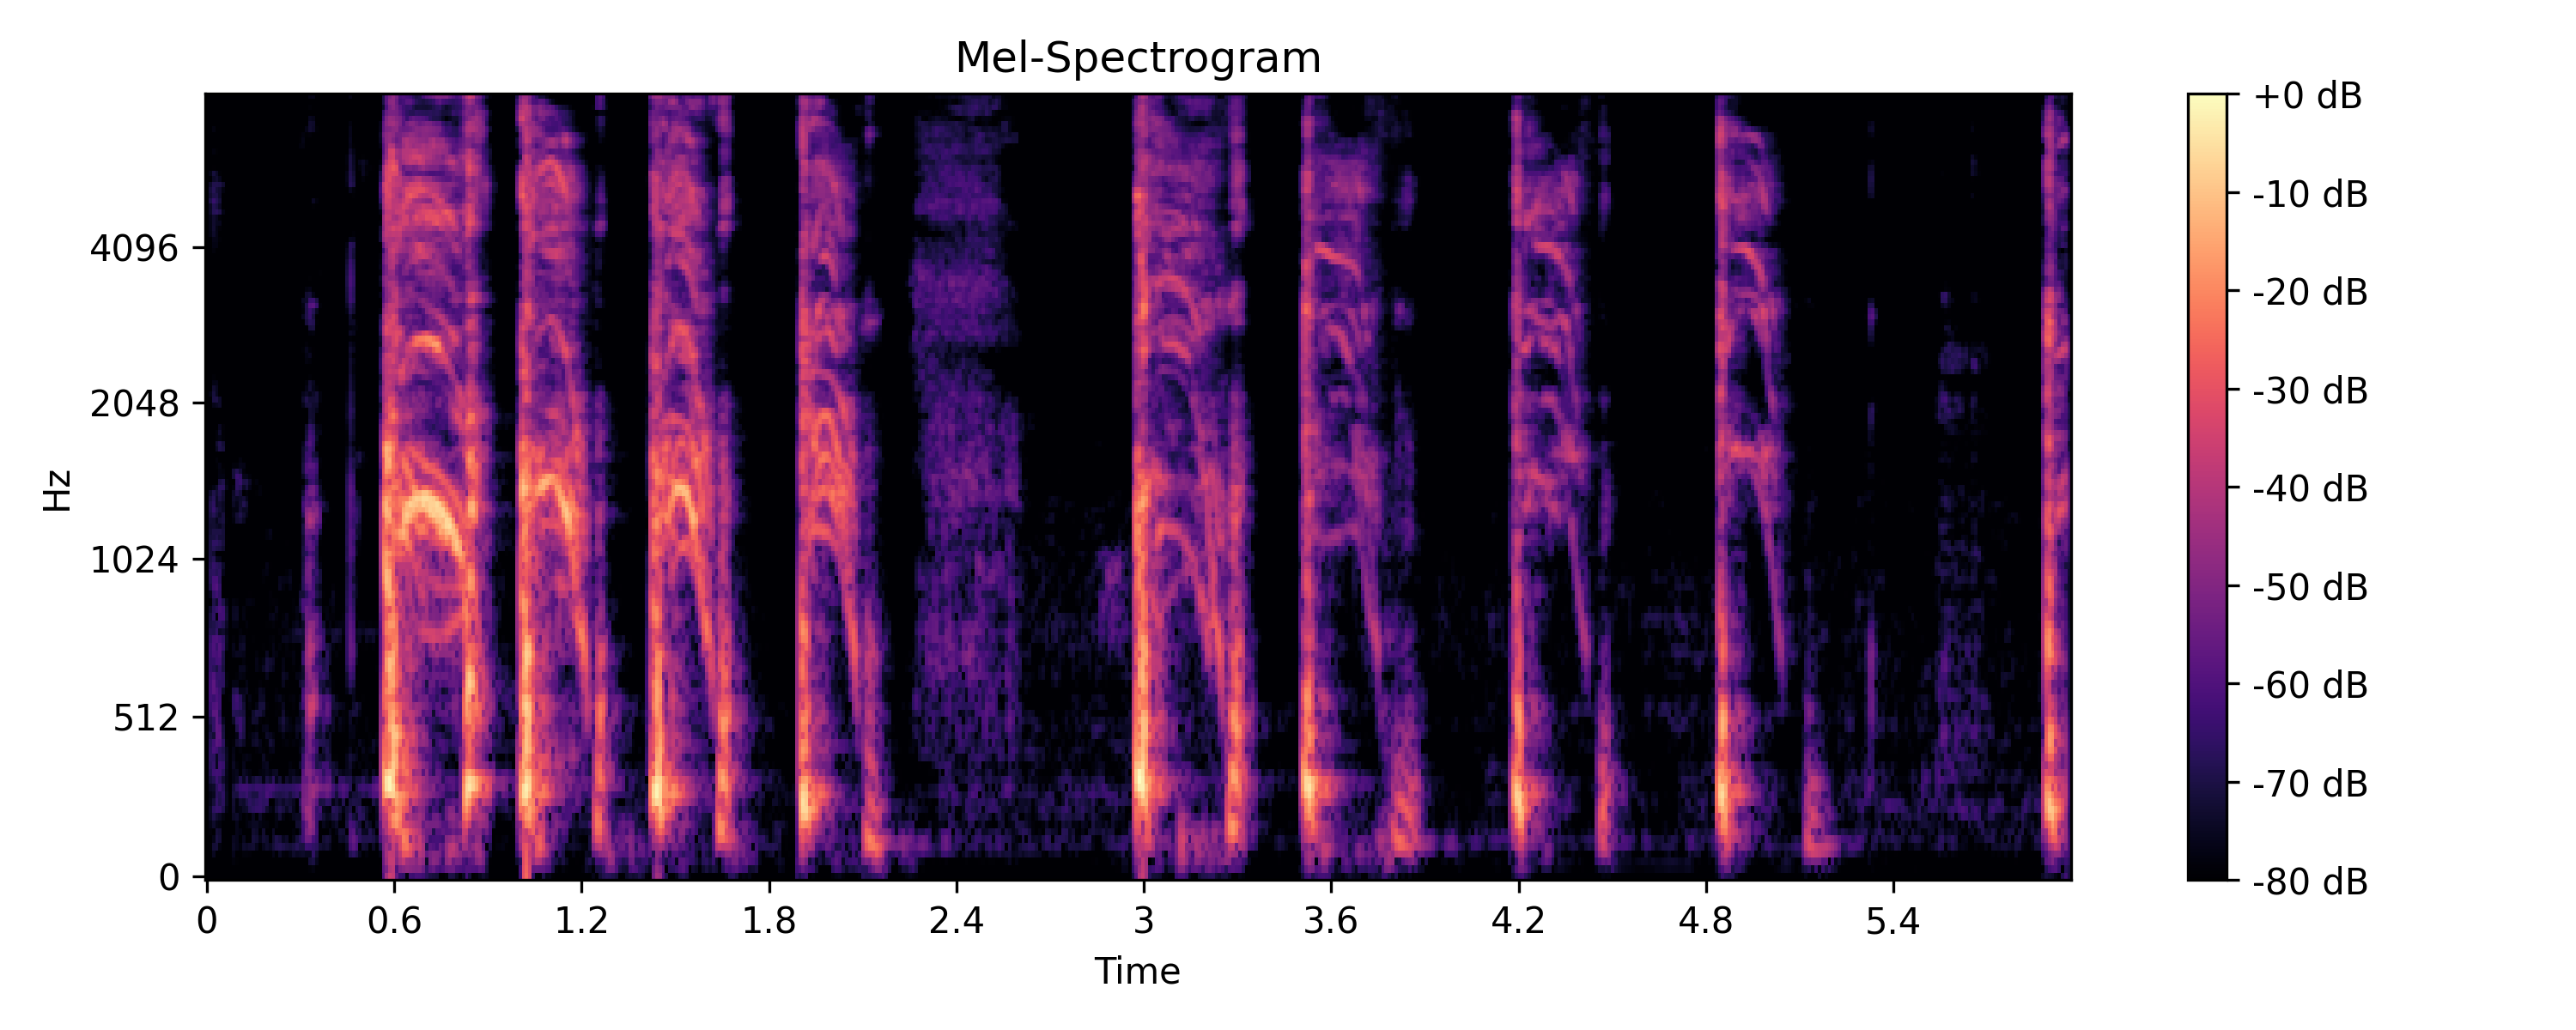 Mel-Spectrogram
+0 dB
-10 dB
-20 dB
-30 dB
-40 dB
-50 dB
-60 dB
-70 dB
-80 dB
Hz
4096
2048
1024
512
0
0 0.6 1.2 1.8 2.4 3 3.6 4.2 4.8 5.4
Time